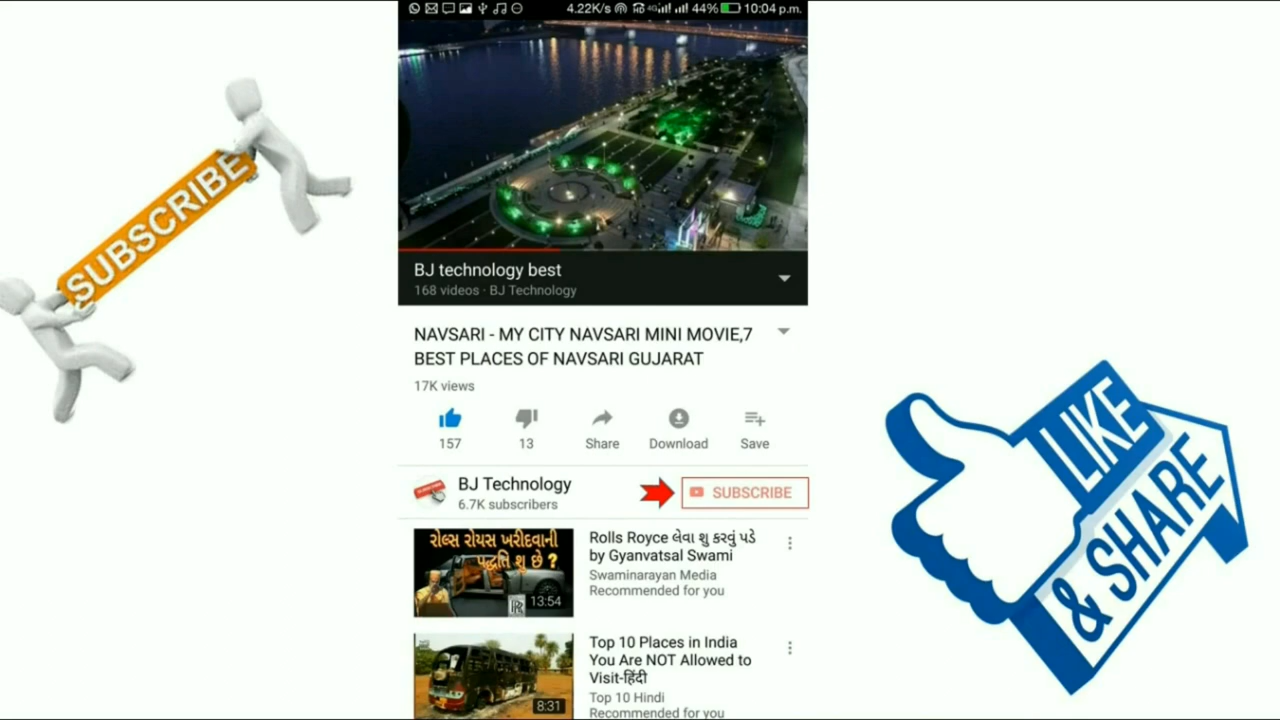 4.22K/s 4G 44% 10:04 p.m.
SUBSCRIBE
BJ technology best
168 videos · BJ Technology
NAVSARI - MY CITY NAVSARI MINI MOVIE,7
BEST PLACES OF NAVSARI GUJARAT
17K views
157
13
Share
Download
Save
BJ Technology
6.7K subscribers
SUBSCRIBE
LIKE
& SHARE
રોલ્સ રોયસ ખરીદવાની
પદ્ધતિ શુ છે ?
13:54
Rolls Royce લેવા શુ કરવું પડે
by Gyanvatsal Swami
Swaminarayan Media
Recommended for you
8:31
Top 10 Places in India
You Are NOT Allowed to
Visit-हिंदी
Top 10 Hindi
Recommended for you